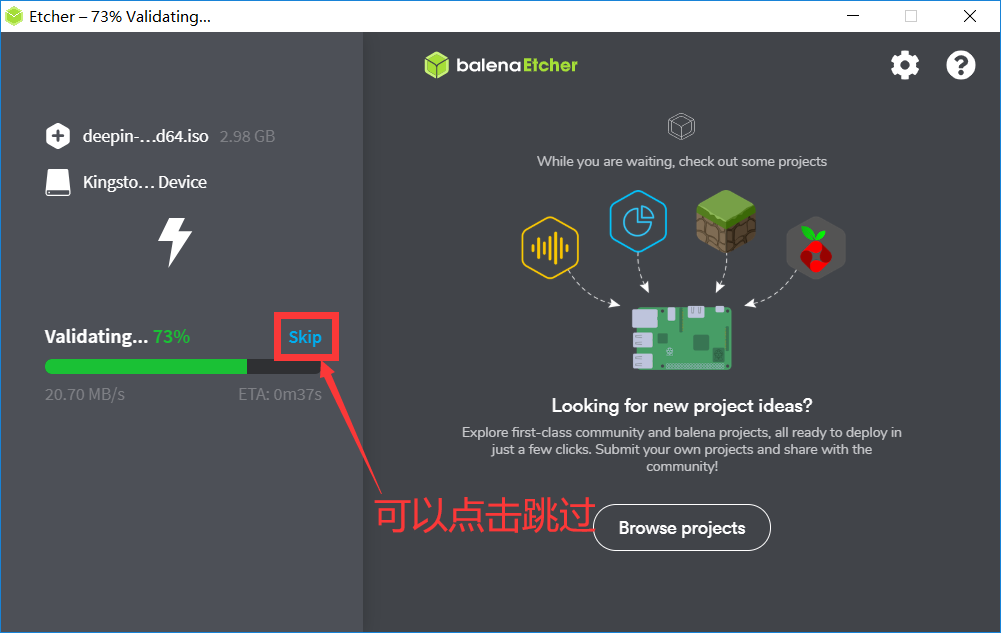 Etcher – 73% Validating...
balenaEtcher
deepin-...d64.iso 2.98 GB
Kingsto... Device
While you are waiting, check out some projects
Validating... 73% Skip
20.70 MB/s ETA: 0m37s
Looking for new project ideas?
Explore first-class community and balena projects, all ready to deploy in
just a few clicks. Submit your own projects and share with the
community!
可以点击跳过
Browse projects